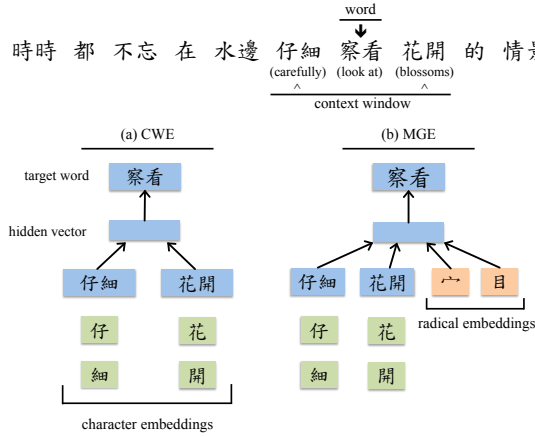 word
時時 都 不忘 在 水邊 仔細 察看 花開 的 情景
(carefully) (look at) (blossoms)
^ ^
context window
(a) CWE (b) MGE
target word 察看 察看
hidden vector
仔細 花開 仔細 花開 宀 目
仔 花 仔 花 radical embeddings
細 開 細 開
character embeddings